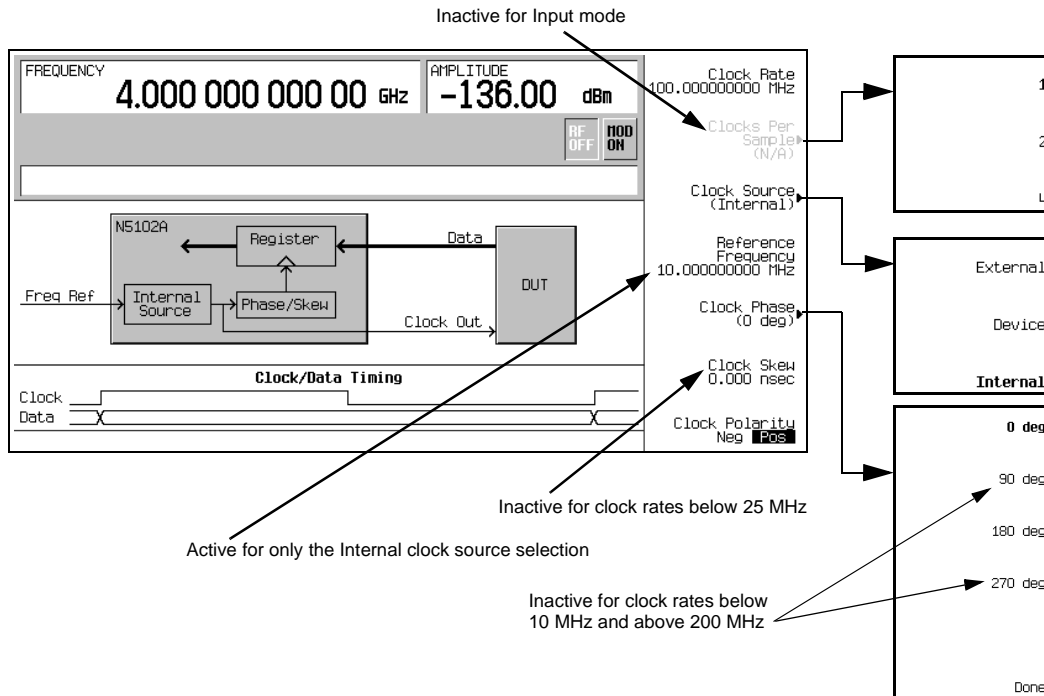 Inactive for Input mode
FREQUENCY
4.000 000 000 00 GHz
AMPLITUDE
-136.00 dBm
RF
OFF
MOD
ON
Clock Rate
100.000000000 MHz
Clocks Per
Sample
(N/A)
Clock Source
(Internal)
Reference
Frequency
10.000000000 MHz
Clock Phase
(0 deg)
Clock Skew
0.000 nsec
Clock Polarity
Neg Pos
N5102A
Register
Data
DUT
Freq Ref
Internal
Source
Phase/Skew
Clock Out
Clock/Data Timing
Clock
Data
1
2
External
Device
Internal
0 deg
90 deg
180 deg
270 deg
Done
Inactive for clock rates below 25 MHz
Active for only the Internal clock source selection
Inactive for clock rates below
10 MHz and above 200 MHz